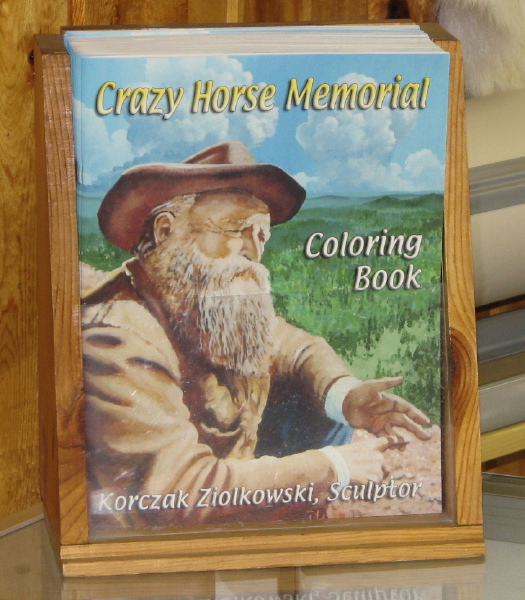 Crazy Horse Memorial
Coloring
Book
Korczak Ziolkowski, Sculptor